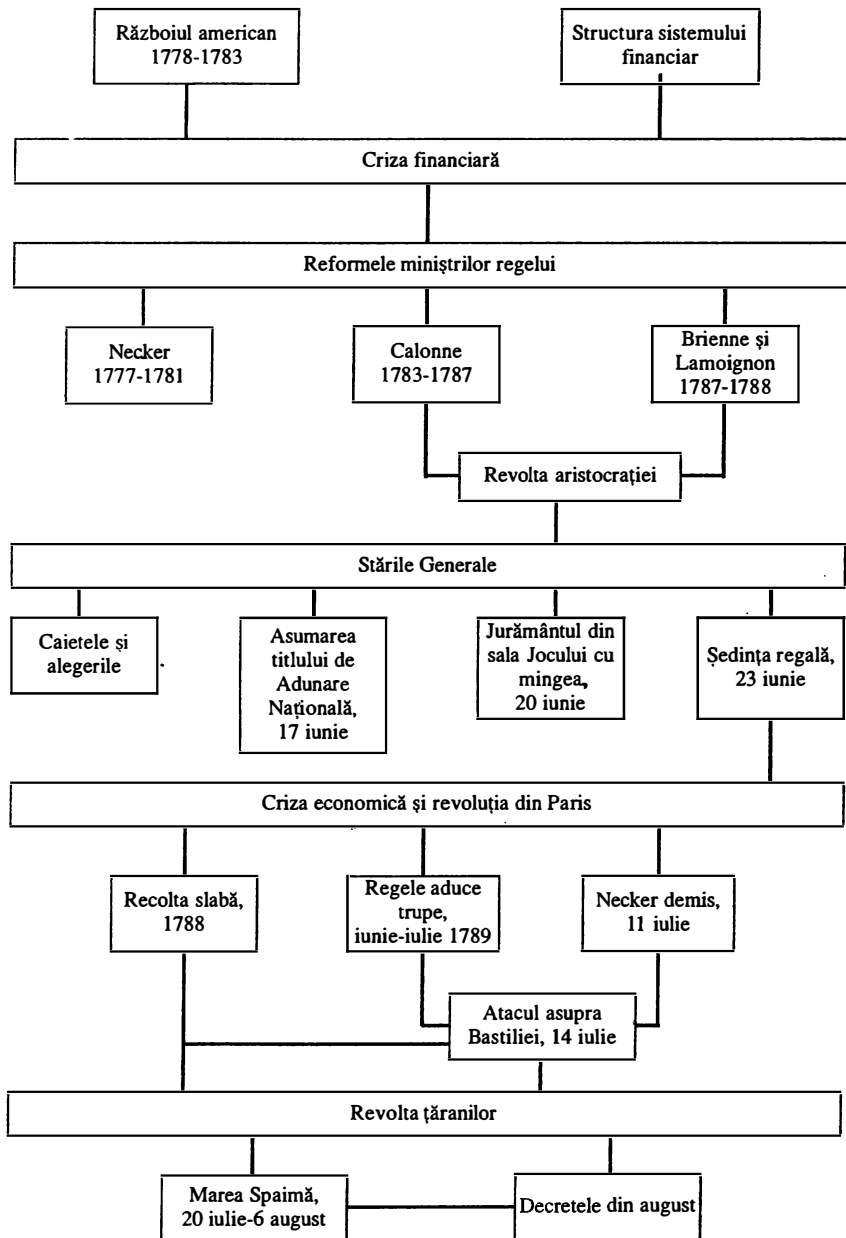 Războiul american
1778-1783
Structura sistemului
financiar
Criza financiară
Reformele miniștrilor regelui
Necker
1777-1781
Calonne
1783-1787
Brienne și
Lamoignon
1787-1788
Revolta aristocrației
Stările Generale
Caietele și
alegerile
Asumarea
titlului de
Adunare
Națională,
17 iunie
Jurământul din
sala Jocului cu
mingea,
20 iunie
Ședința regală,
23 iunie
Criza economică și revoluția din Paris
Recolta slabă,
1788
Regele aduce
trupe,
iunie-iulie 1789
Necker demis,
11 iulie
Atacul asupra
Bastiliei, 14 iulie
Revolta țăranilor
Marea Spaimă,
20 iulie-6 august
Decretele din august